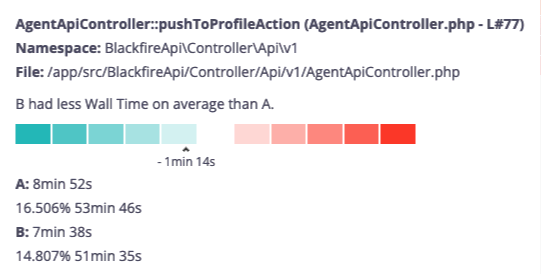 AgentApiController::pushToProfileAction (AgentApiController.php - L#77)
Namespace: BlackfireApi\Controller\Api\v1
File: /app/src/BlackfireApi/Controller/Api/v1/AgentApiController.php
B had less Wall Time on average than A.
- 1min 14s
A: 8min 52s
16.506% 53min 46s
B: 7min 38s
14.807% 51min 35s